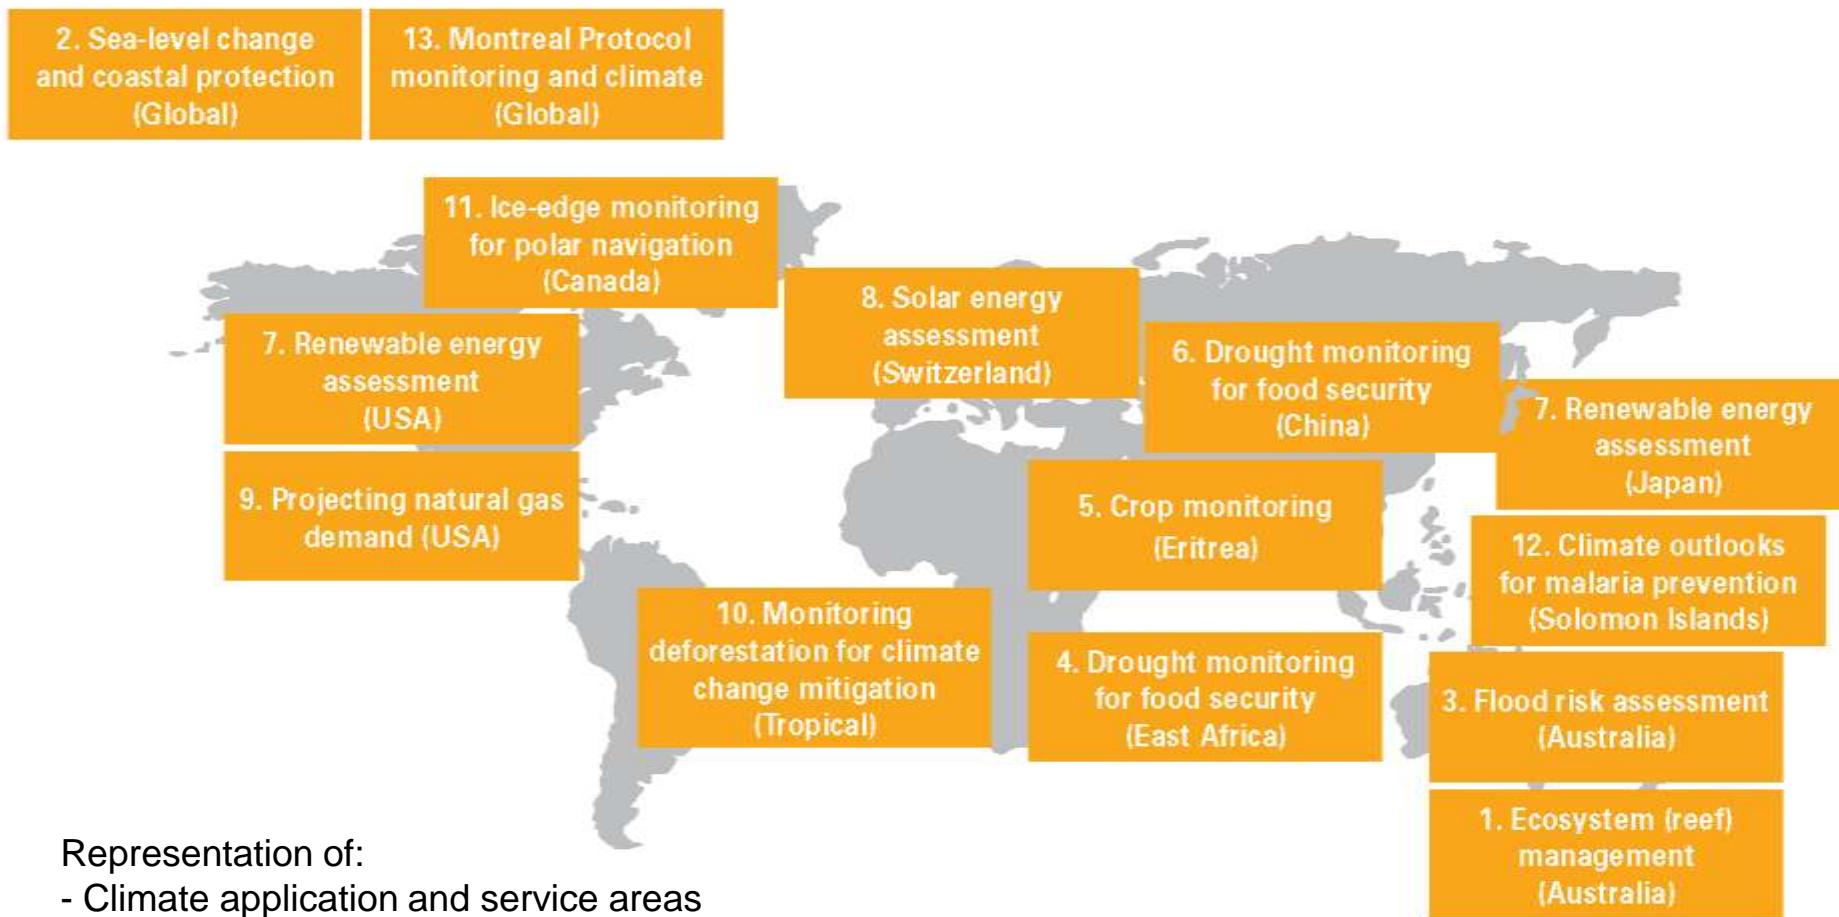 2. Sea-level change
and coastal protection
(Global)
13. Montreal Protocol
monitoring and climate
(Global)
11. Ice-edge monitoring
for polar navigation
(Canada)
8. Solar energy
assessment
(Switzerland)
7. Renewable energy
assessment
(USA)
6. Drought monitoring
for food security
(China)
7. Renewable energy
assessment
(Japan)
9. Projecting natural gas
demand (USA)
5. Crop monitoring
(Eritrea)
12. Climate outlooks
for malaria prevention
(Solomon Islands)
10. Monitoring
deforestation for climate
change mitigation
(Tropical)
4. Drought monitoring
for food security
(East Africa)
3. Flood risk assessment
(Australia)
1. Ecosystem (reef)
management
(Australia)
Representation of:
- Climate application and service areas